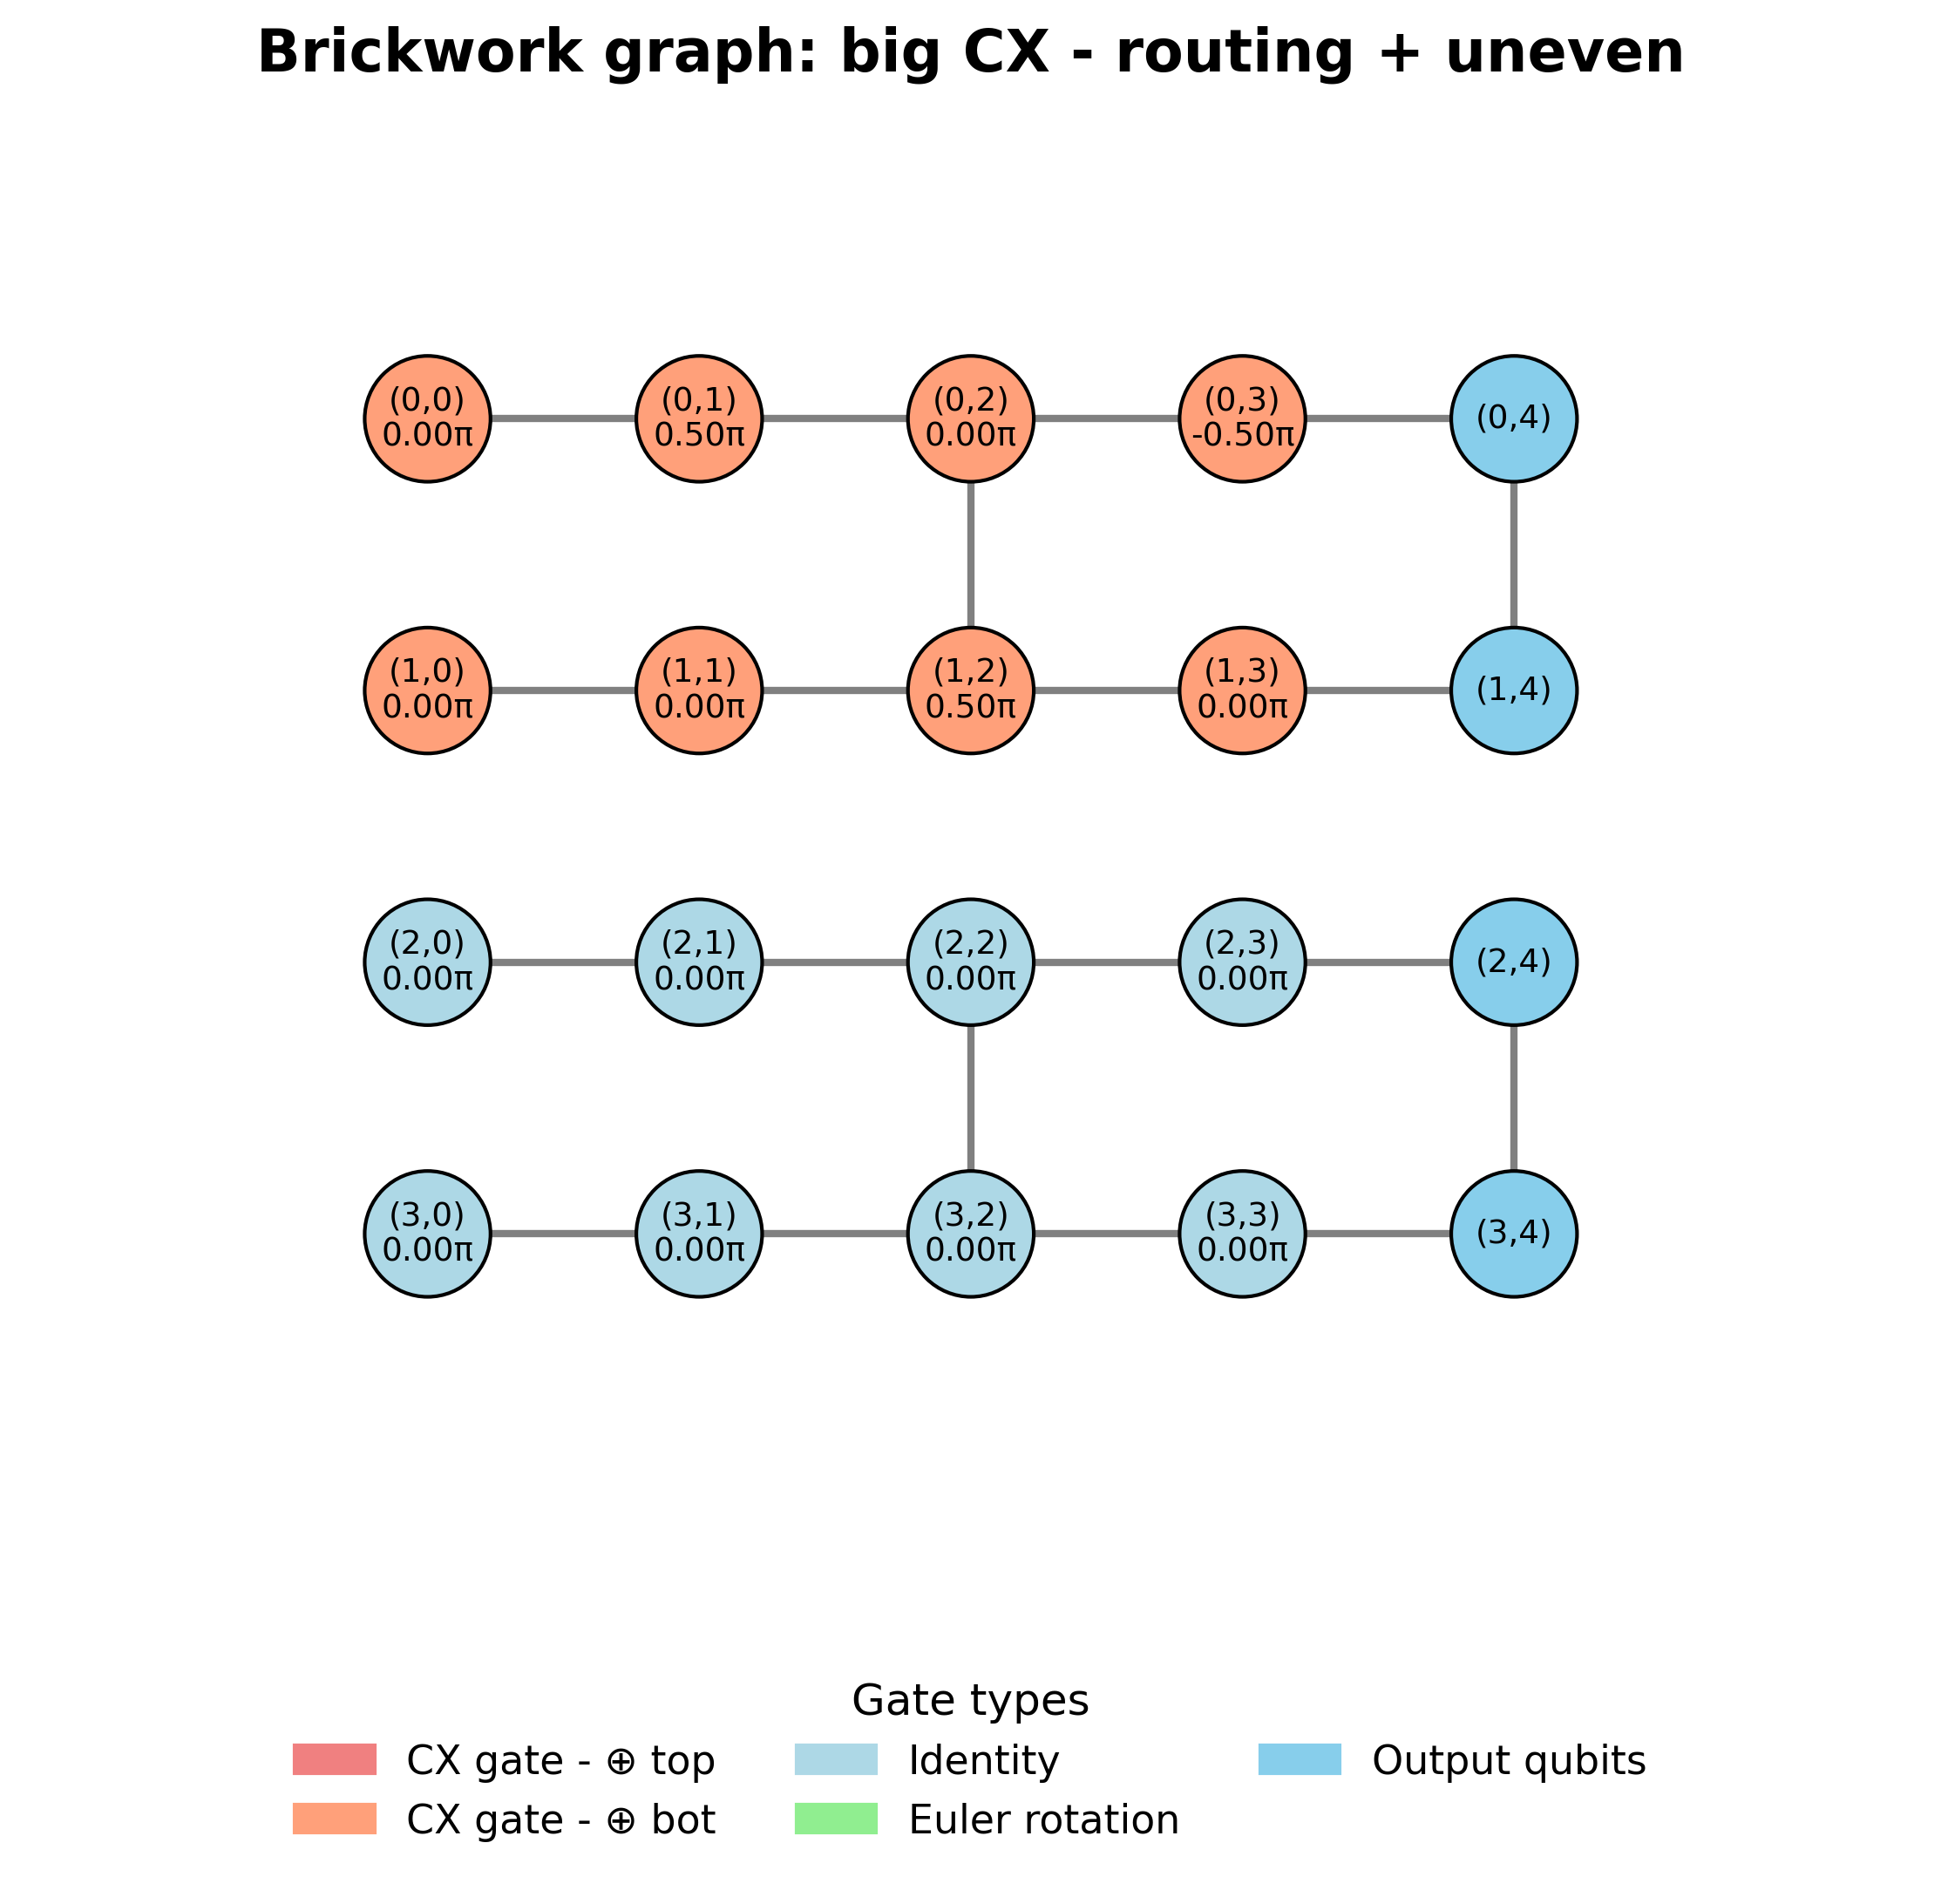 Brickwork graph: big CX - routing + uneven
(0,0)
0.00π
(0,1)
0.50π
(0,2)
0.00π
(0,3)
-0.50π
(0,4)
(1,0)
0.00π
(1,1)
0.00π
(1,2)
0.50π
(1,3)
0.00π
(1,4)
(2,0)
0.00π
(2,1)
0.00π
(2,2)
0.00π
(2,3)
0.00π
(2,4)
(3,0)
0.00π
(3,1)
0.00π
(3,2)
0.00π
(3,3)
0.00π
(3,4)
Gate types
CX gate - ⊕ top
CX gate - ⊕ bot
Identity
Euler rotation
Output qubits